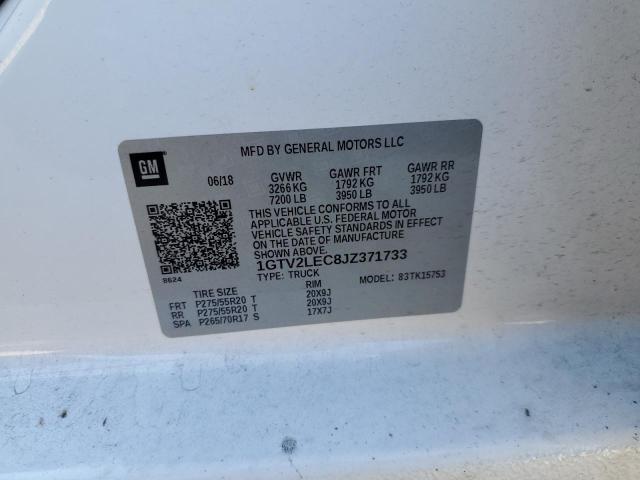 MFD BY GENERAL MOTORS LLC
GM
06/18
GVWR GAWR FRT GAWR RR
3266 KG 1792 KG 1792 KG
7200 LB 3950 LB 3950 LB
THIS VEHICLE CONFORMS TO ALL
APPLICABLE U.S. FEDERAL MOTOR
VEHICLE SAFETY STANDARDS IN EFFECT
ON THE DATE OF MANUFACTURE
SHOWN ABOVE.
1GTV2LEC8JZ371733
8624
TYPE: TRUCK MODEL: 83TK15753
TIRE SIZE RIM
FRT P275/55R20 T 20X9J
RR P275/55R20 T 20X9J
SPA P265/70R17 S 17X7J